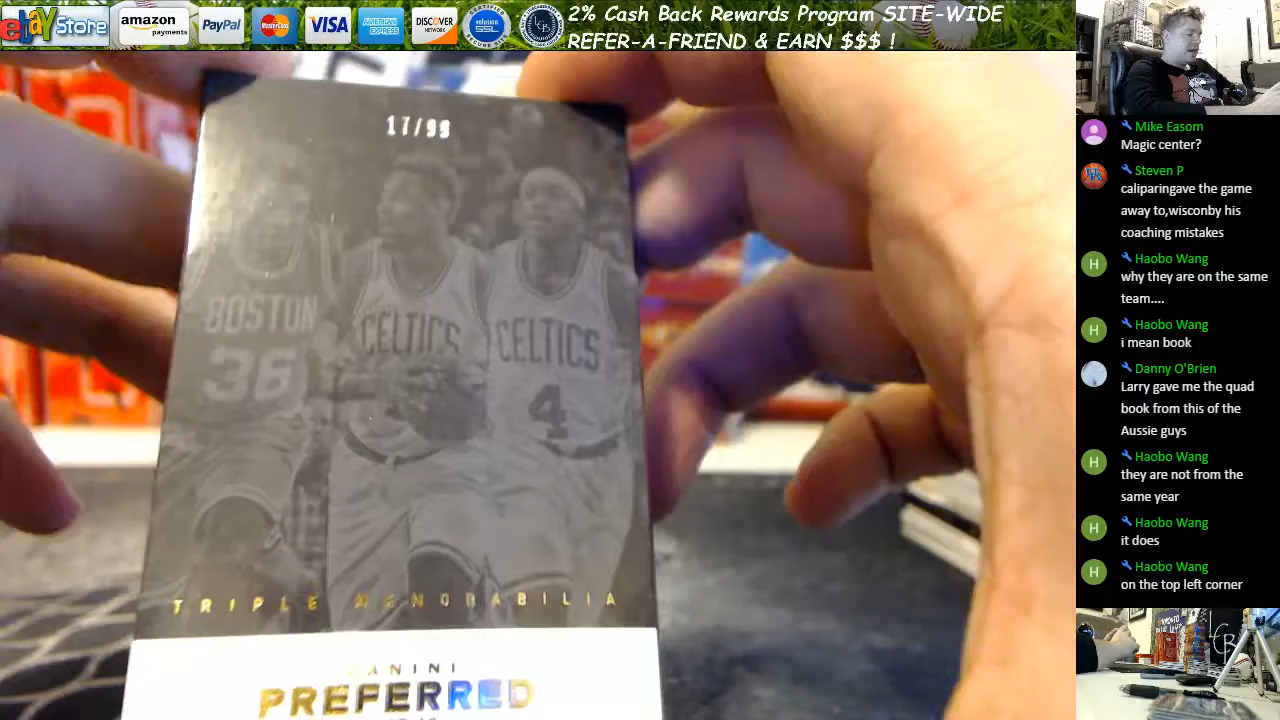 ebay Store
amazon
payments
PayPal
MasterCard
VISA
AMERICAN
EXPRESS
DISCOVER
NETWORK
volusion
SSL
2% Cash Back Rewards Program SITE-WIDE
REFER-A-FRIEND & EARN $$$ !
17/99
BOSTON
36
CELTICS
CELTICS
4
TRIPLE MEMORABILIA
PANINI
PREFERRED
Mike Easom
Magic center?
Steven P
caliparingave the game
away to,wisconby his
coaching mistakes
H
Haobo Wang
why they are on the same
team....
H
Haobo Wang
i mean book
Danny O'Brien
Larry gave me the quad
book from this of the
Aussie guys
H
Haobo Wang
they are not from the
same year
H
Haobo Wang
it does
H
Haobo Wang
on the top left corner